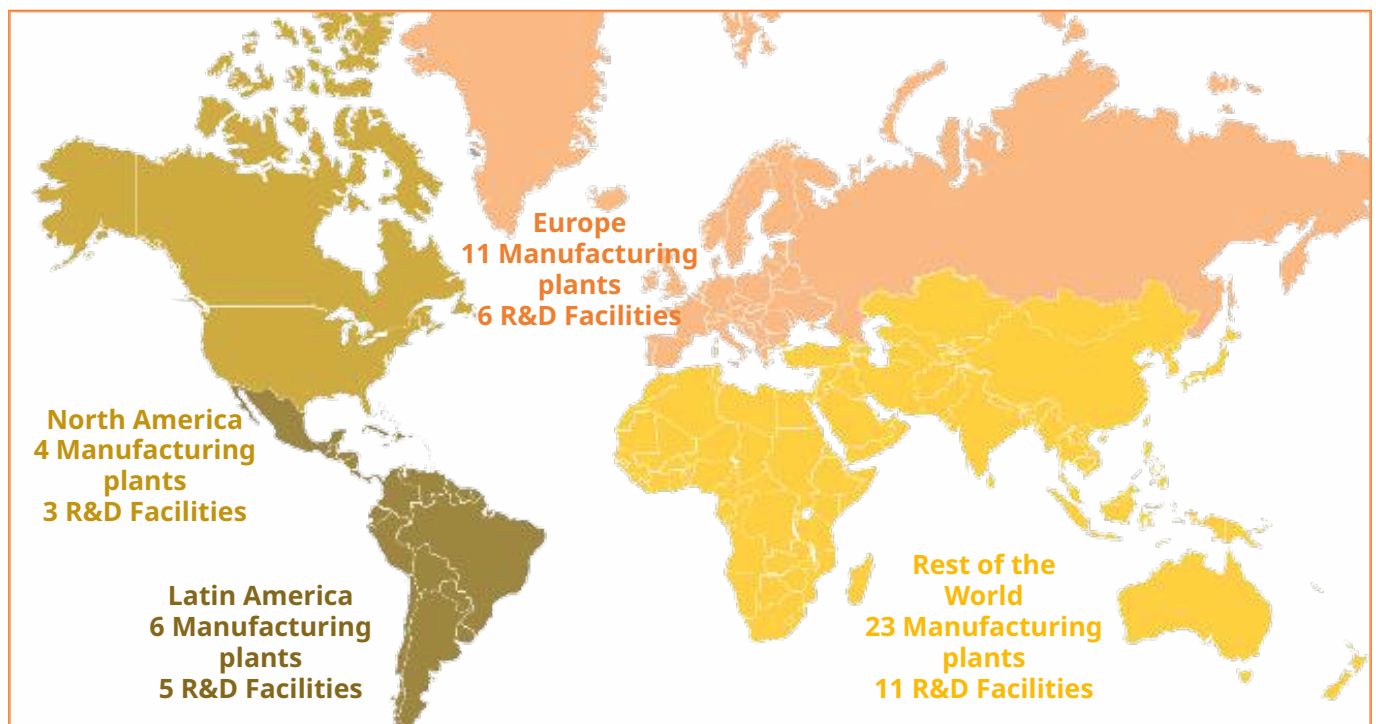 Europe
11 Manufacturing
plants
6 R&D Facilities
North America
4 Manufacturing
plants
3 R&D Facilities
Latin America
6 Manufacturing
plants
5 R&D Facilities
Rest of the
World
23 Manufacturing
plants
11 R&D Facilities